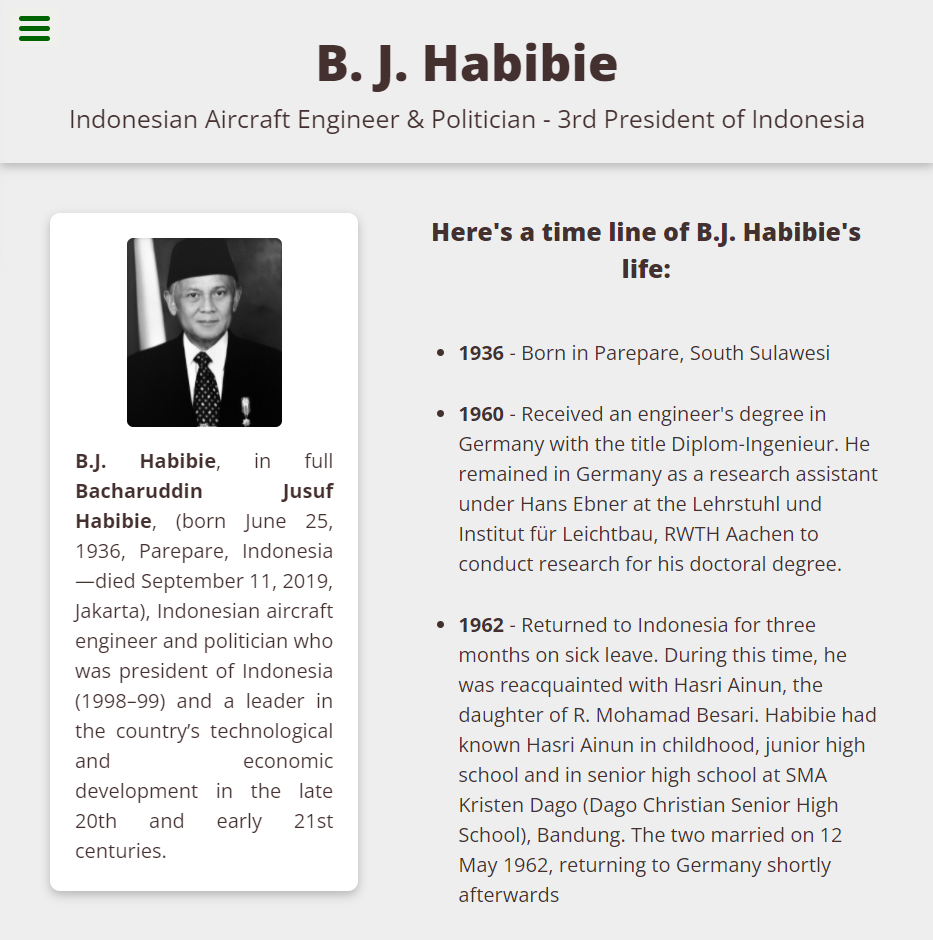 B. J. Habibie
Indonesian Aircraft Engineer & Politician - 3rd President of Indonesia
B.J. Habibie, in full
Bacharuddin Jusuf
Habibie, (born June 25,
1936, Parepare, Indonesia
—died September 11, 2019,
Jakarta), Indonesian aircraft
engineer and politician who
was president of Indonesia
(1998–99) and a leader in
the country’s technological
and economic
development in the late
20th and early 21st
centuries.
Here's a time line of B.J. Habibie's
life:
• 1936 - Born in Parepare, South Sulawesi
• 1960 - Received an engineer's degree in
Germany with the title Diplom-Ingenieur. He
remained in Germany as a research assistant
under Hans Ebner at the Lehrstuhl und
Institut für Leichtbau, RWTH Aachen to
conduct research for his doctoral degree.
• 1962 - Returned to Indonesia for three
months on sick leave. During this time, he
was reacquainted with Hasri Ainun, the
daughter of R. Mohamad Besari. Habibie had
known Hasri Ainun in childhood, junior high
school and in senior high school at SMA
Kristen Dago (Dago Christian Senior High
School), Bandung. The two married on 12
May 1962, returning to Germany shortly
afterwards